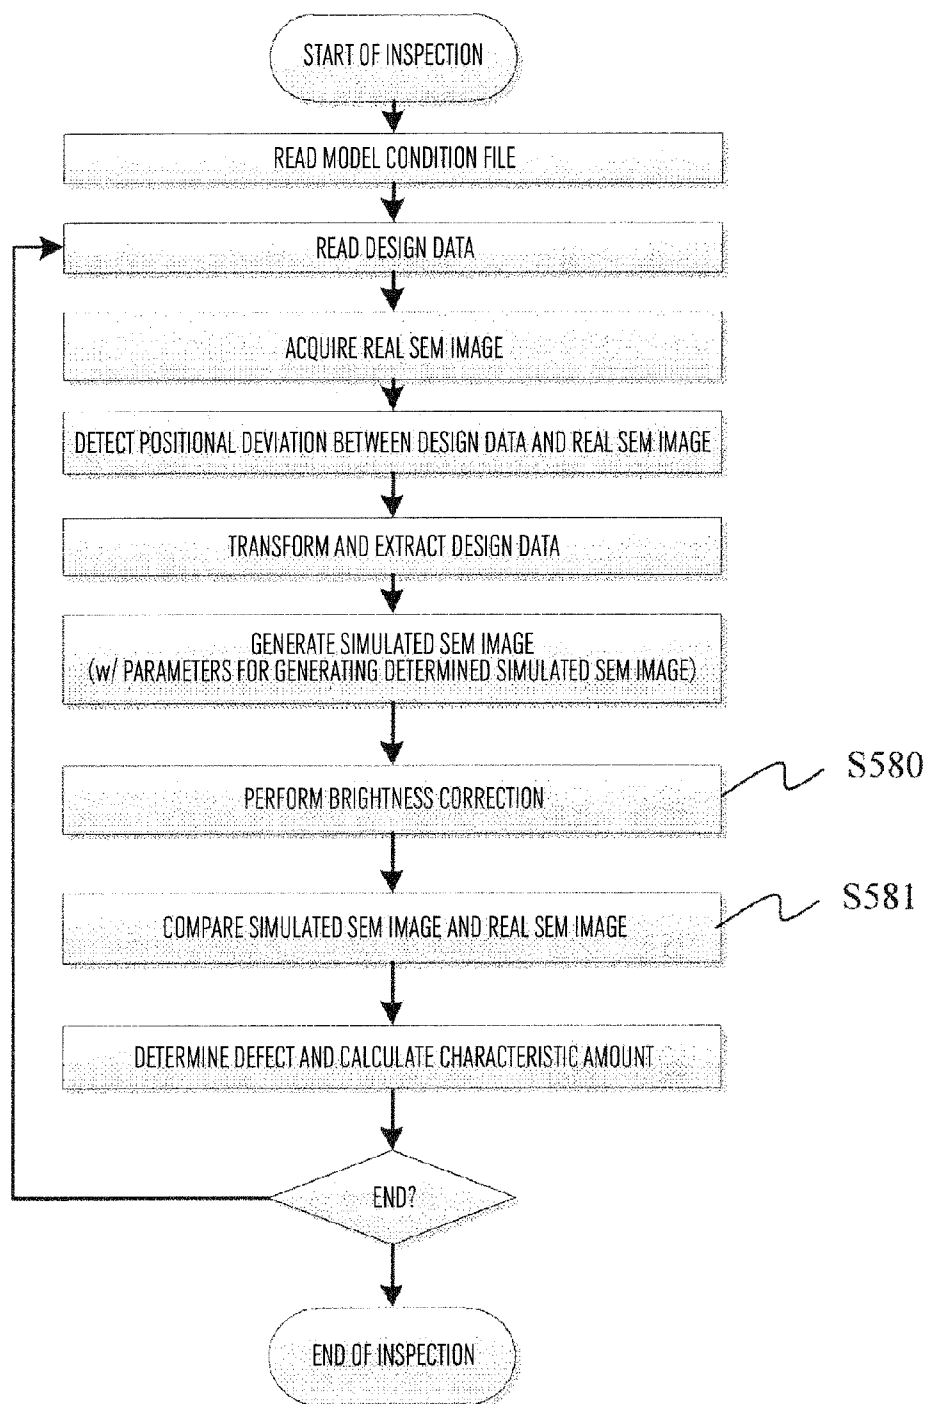 START OF INSPECTION
READ MODEL CONDITION FILE
READ DESIGN DATA
ACQUIRE REAL SEM IMAGE
DETECT POSITIONAL DEVIATION BETWEEN DESIGN DATA AND REAL SEM IMAGE
TRANSFORM AND EXTRACT DESIGN DATA
GENERATE SIMULATED SEM IMAGE
(W/ PARAMETERS FOR GENERATING DETERMINED SIMULATED SEM IMAGE)
PERFORM BRIGHTNESS CORRECTION
S580
COMPARE SIMULATED SEM IMAGE AND REAL SEM IMAGE
S581
DETERMINE DEFECT AND CALCULATE CHARACTERISTIC AMOUNT
END?
END OF INSPECTION